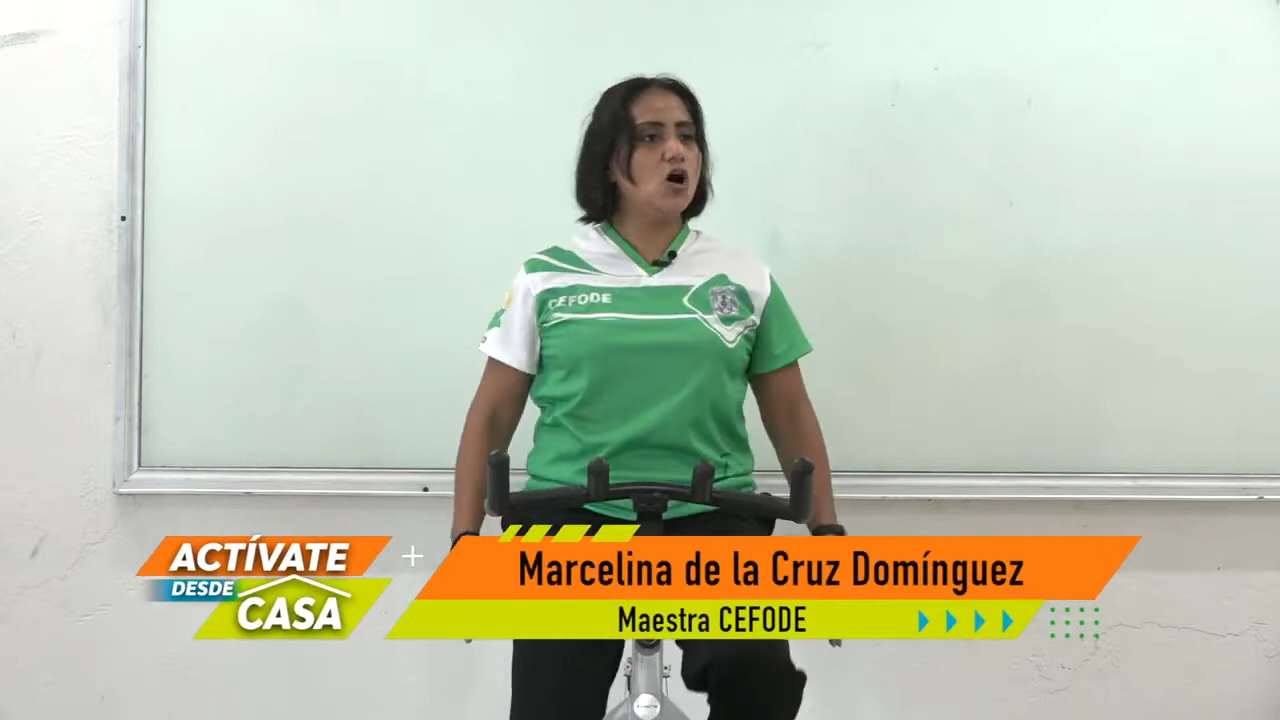 CEFODE
ACTÍVATE
DESDE
CASA
Marcelina de la Cruz Domínguez
Maestra CEFODE